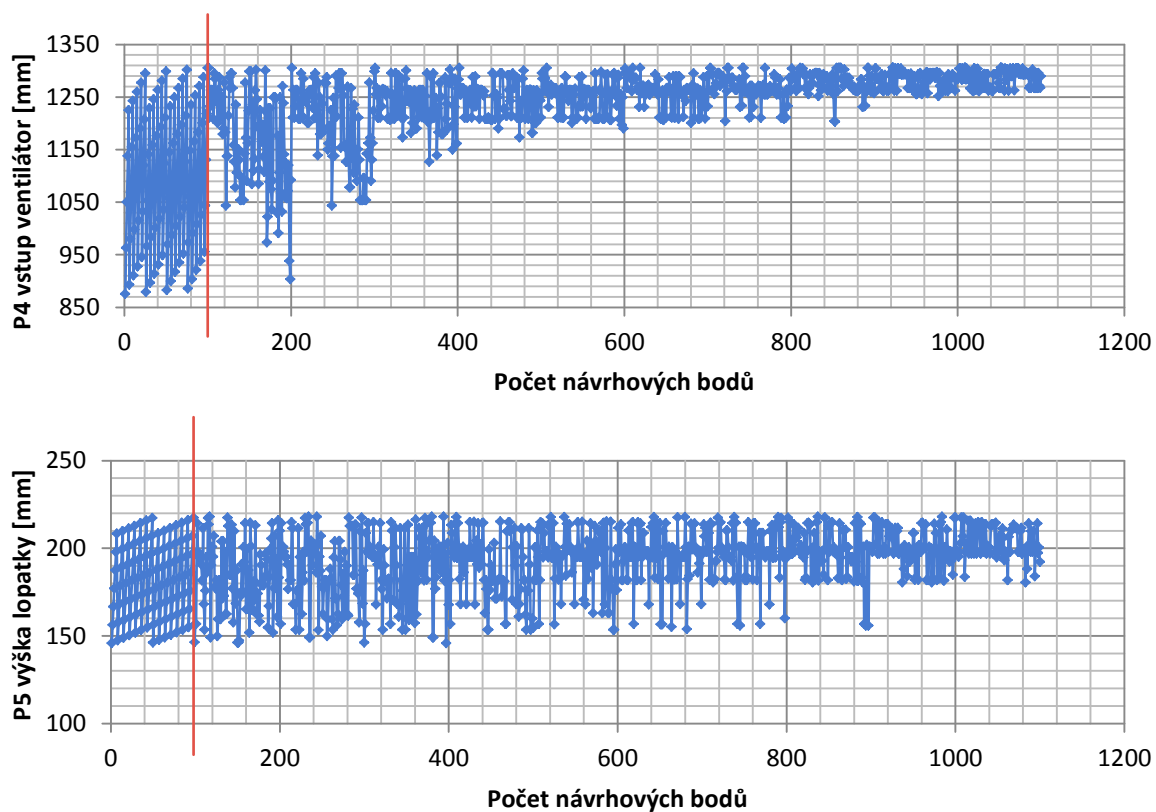 P4 vstup ventilátor [mm]
1350
1250
1150
1050
950
850
0 200 400 600 800 1000 1200
Počet návrhových bodů
P5 výška lopatky [mm]
250
200
150
100
0 200 400 600 800 1000 1200
Počet návrhových bodů